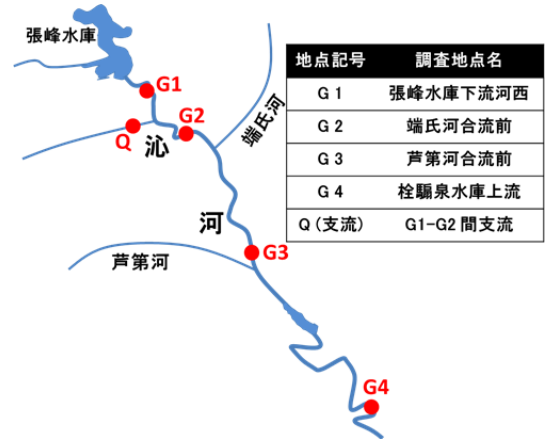 張峰水庫
G1
G2
Q
沁
端氏河
河
G3
芦第河
G4
地点記号 調査地点名
G 1 張峰水庫下流河西
G 2 端氏河合流前
G 3 芦第河合流前
G 4 栓驢泉水庫上流
Q (支流) G1-G2 間支流